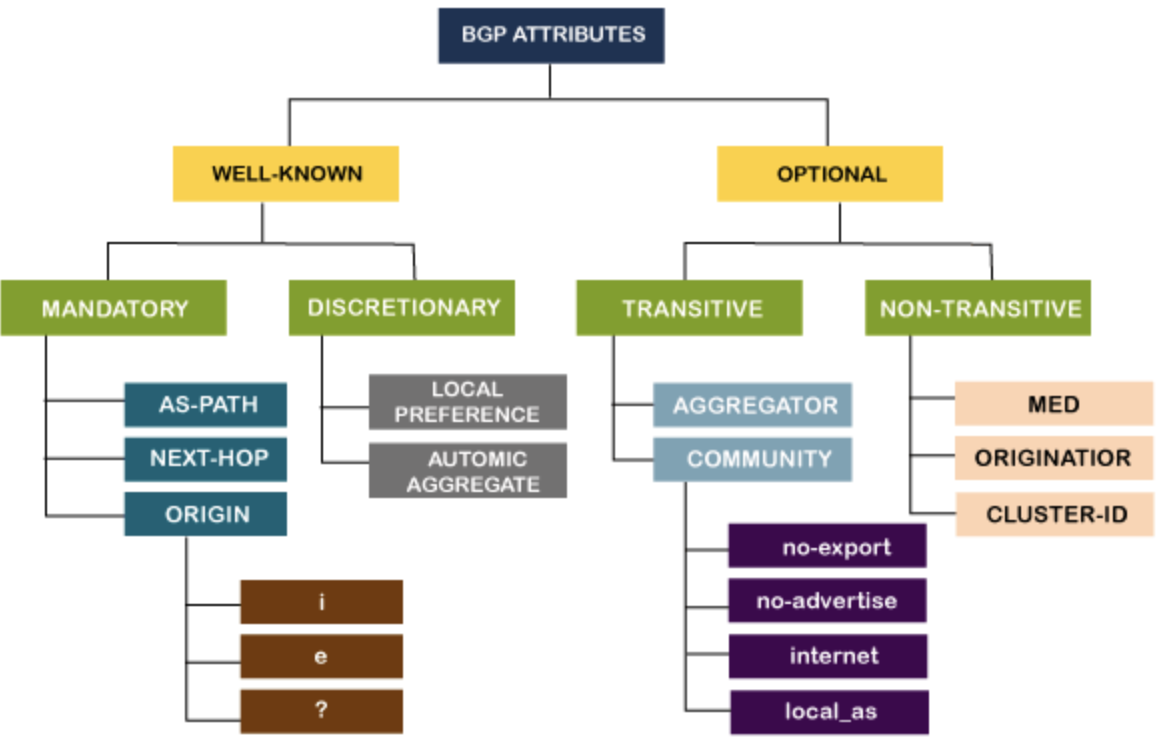 BGP ATTRIBUTES
WELL-KNOWN
OPTIONAL
MANDATORY
DISCRETIONARY
TRANSITIVE
NON-TRANSITIVE
AS-PATH
NEXT-HOP
ORIGIN
i
e
?
LOCAL
PREFERENCE
AUTOMIC
AGGREGATE
AGGREGATOR
COMMUNITY
no-export
no-advertise
internet
local_as
MED
ORIGINATIOR
CLUSTER-ID